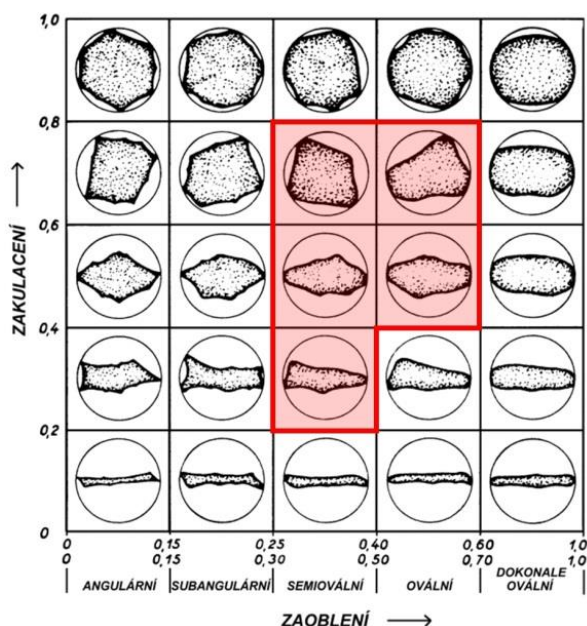 1,0
0,8
0,6
0,4
0,2
0
ZAKULACENÍ
0 0,15 0,25 0,40 0,60 1,0
0 0,15 0,30 0,50 0,70 1,0
ANGULÁRNÍ SUBANGULÁRNÍ SEMIOVÁLNÍ OVÁLNÍ DOKONALE OVÁLNÍ
ZAOBLENÍ